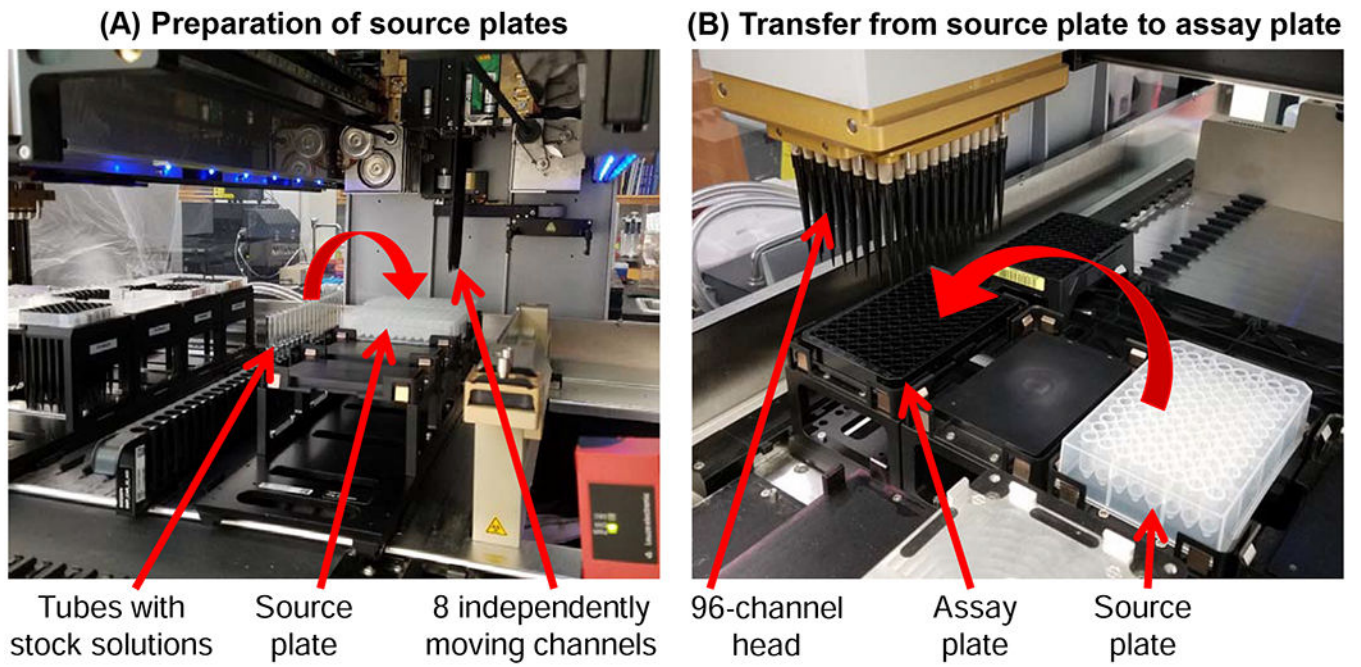 (A) Preparation of source plates
(B) Transfer from source plate to assay plate
Tubes with
stock solutions
Source
plate
8 independently
moving channels
96-channel
head
Assay
plate
Source
plate